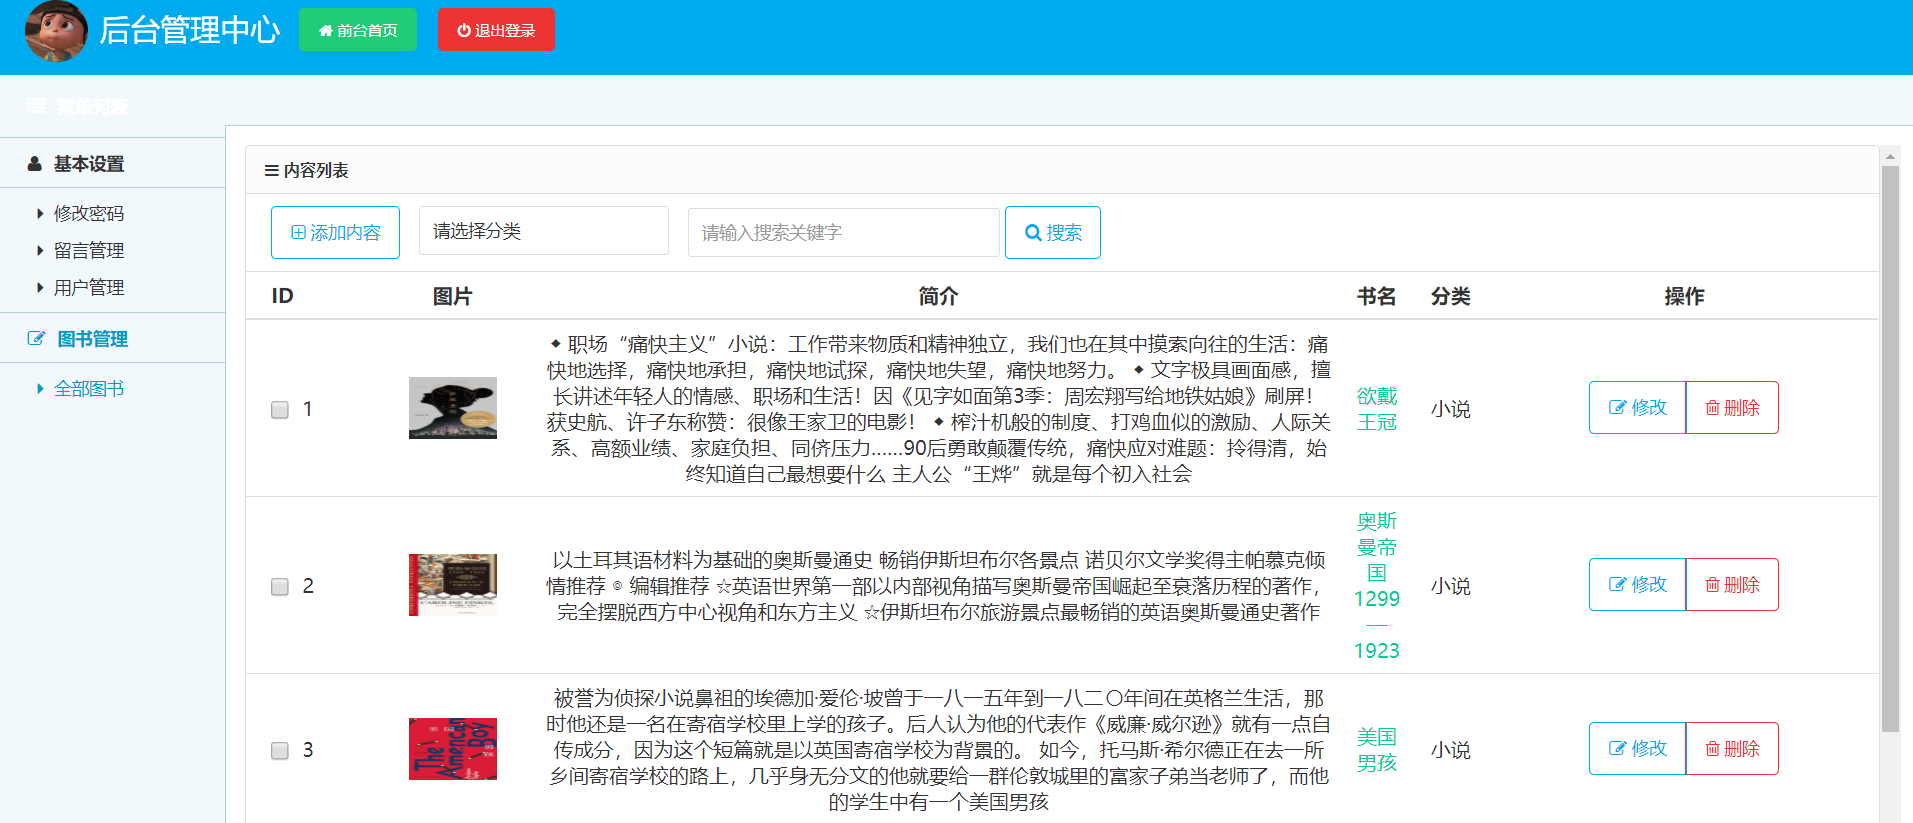 后台管理中心
前台首页
退出登录
菜单列表
基本设置
修改密码
留言管理
用户管理
图书管理
全部图书
内容列表
添加内容
请选择分类
请输入搜索关键字
搜索
ID 图片 简介 书名 分类 操作
1
◆ 职场“痛快主义”小说：工作带来物质和精神独立，我们也在其中摸索向往的生活：痛
快地选择，痛快地承担，痛快地试探，痛快地失望，痛快地努力。 ◆ 文字极具画面感，擅
长讲述年轻人的情感、职场和生活！因《见字如面第3季：周宏翔写给地铁姑娘》刷屏！
获史航、许子东称赞：很像王家卫的电影！ ◆ 榨汁机般的制度、打鸡血似的激励、人际关
系、高额业绩、家庭负担、同侪压力……90后勇敢颠覆传统，痛快应对难题：拎得清，始
终知道自己最想要什么 主人公“王烨”就是每个初入社会
欲戴
王冠
小说
修改
删除
2
以土耳其语材料为基础的奥斯曼通史 畅销伊斯坦布尔各景点 诺贝尔文学奖得主帕慕克倾
情推荐 ◎ 编辑推荐 ☆英语世界第一部以内部视角描写奥斯曼帝国崛起至衰落历程的著作，
完全摆脱西方中心视角和东方主义 ☆伊斯坦布尔旅游景点最畅销的英语奥斯曼通史著作
CAROLINE FINKEL
奥斯
曼帝
国
1299
—
1923
小说
修改
删除
3
The
American
Boy
被誉为侦探小说鼻祖的埃德加·爱伦·坡曾于一八一五年到一八二〇年间在英格兰生活，那
时他还是一名在寄宿学校里上学的孩子。后人认为他的代表作《威廉·威尔逊》就有一点自
传成分，因为这个短篇就是以英国寄宿学校为背景的。 如今，托马斯·希尔德正在去一所
乡间寄宿学校的路上，几乎身无分文的他就要给一群伦敦城里的富家子弟当老师了，而他
的学生中有一个美国男孩
美国
男孩
小说
修改
删除